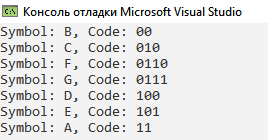 Консоль отладки Microsoft Visual Studio
Symbol: B, Code: 00
Symbol: C, Code: 010
Symbol: F, Code: 0110
Symbol: G, Code: 0111
Symbol: D, Code: 100
Symbol: E, Code: 101
Symbol: A, Code: 11